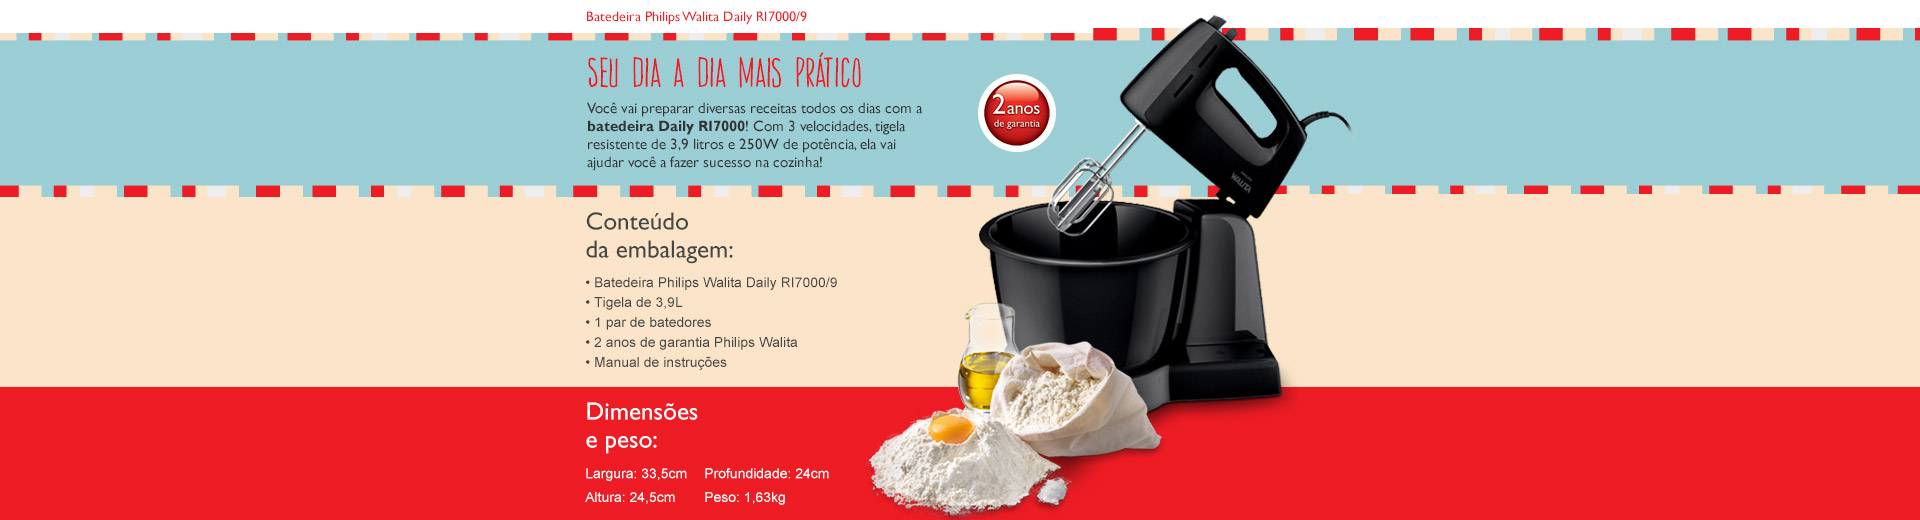 Batedeira Philips Walita Daily RI7000/9
SEU DIA A DIA MAIS PRÁTICO
Você vai preparar diversas receitas todos os dias com a
batedeira Daily RI7000! Com 3 velocidades, tigela
resistente de 3,9 litros e 250W de potência, ela vai
ajudar você a fazer sucesso na cozinha!
2 anos
de garantia
WALITA
Conteúdo
da embalagem:
• Batedeira Philips Walita Daily RI7000/9
• Tigela de 3,9L
• 1 par de batedores
• 2 anos de garantia Philips Walita
• Manual de instruções
Dimensões
e peso:
Largura: 33,5cm Profundidade: 24cm
Altura: 24,5cm Peso: 1,63kg